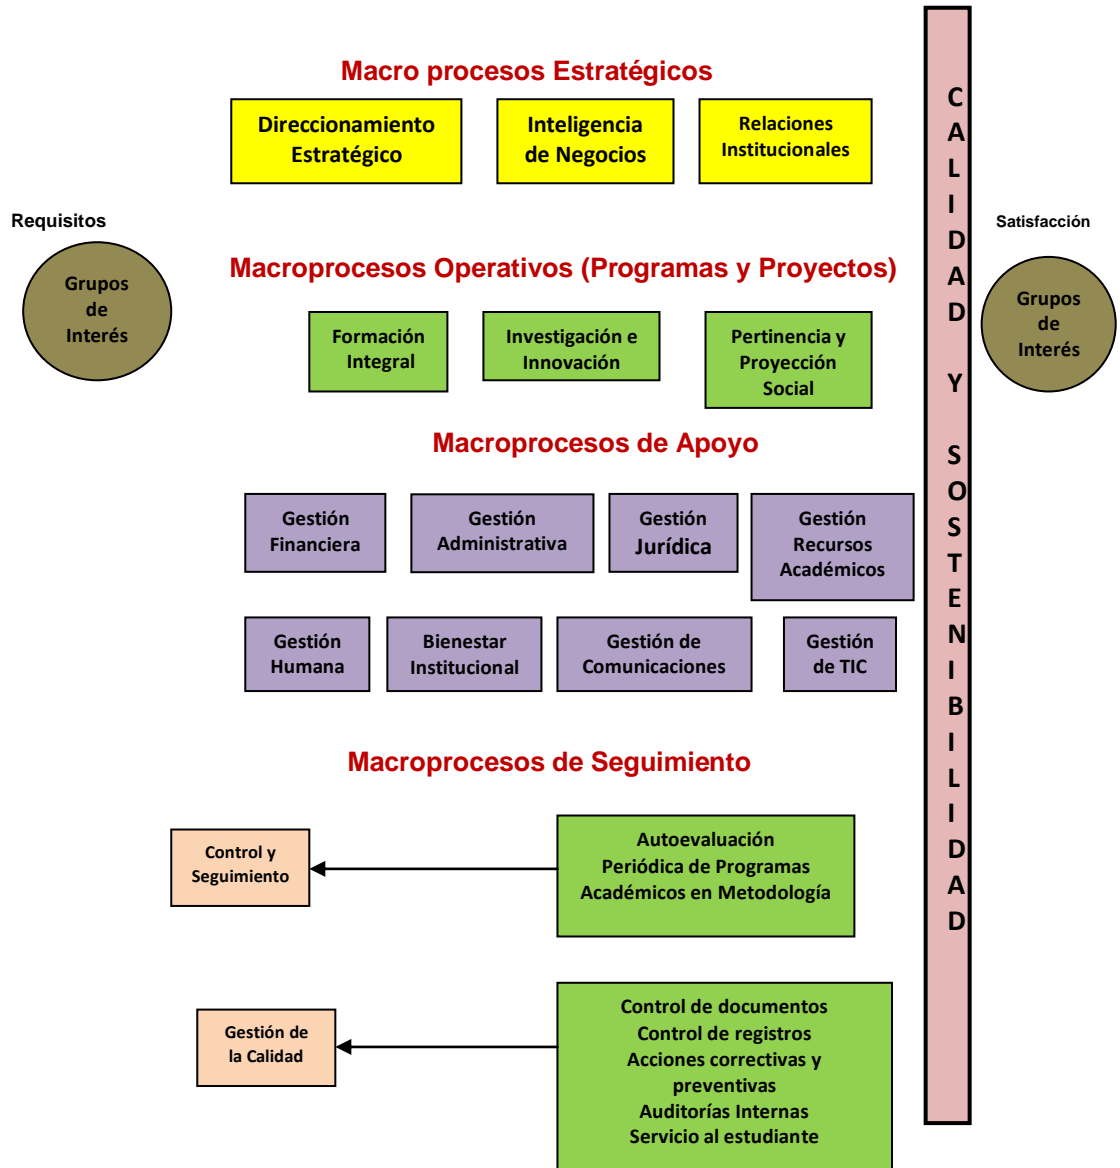 Macro procesos Estratégicos
Direccionamiento
Estratégico
Inteligencia
de Negocios
Relaciones
Institucionales
Requisitos
Grupos
de
Interés
Macroprocesos Operativos (Programas y Proyectos)
Formación
Integral
Investigación e
Innovación
Pertinencia y
Proyección
Social
Satisfacción
Grupos
de
Interés
Macroprocesos de Apoyo
Gestión
Financiera
Gestión
Administrativa
Gestión
Jurídica
Gestión
Recursos
Académicos
Gestión
Humana
Bienestar
Institucional
Gestión de
Comunicaciones
Gestión
de TIC
Macroprocesos de Seguimiento
Control y
Seguimiento
Autoevaluación
Periódica de Programas
Académicos en Metodología
Gestión de
la Calidad
Control de documentos
Control de registros
Acciones correctivas y
preventivas
Auditorías Internas
Servicio al estudiante
CALIDAD Y SOSTENIBILIDAD